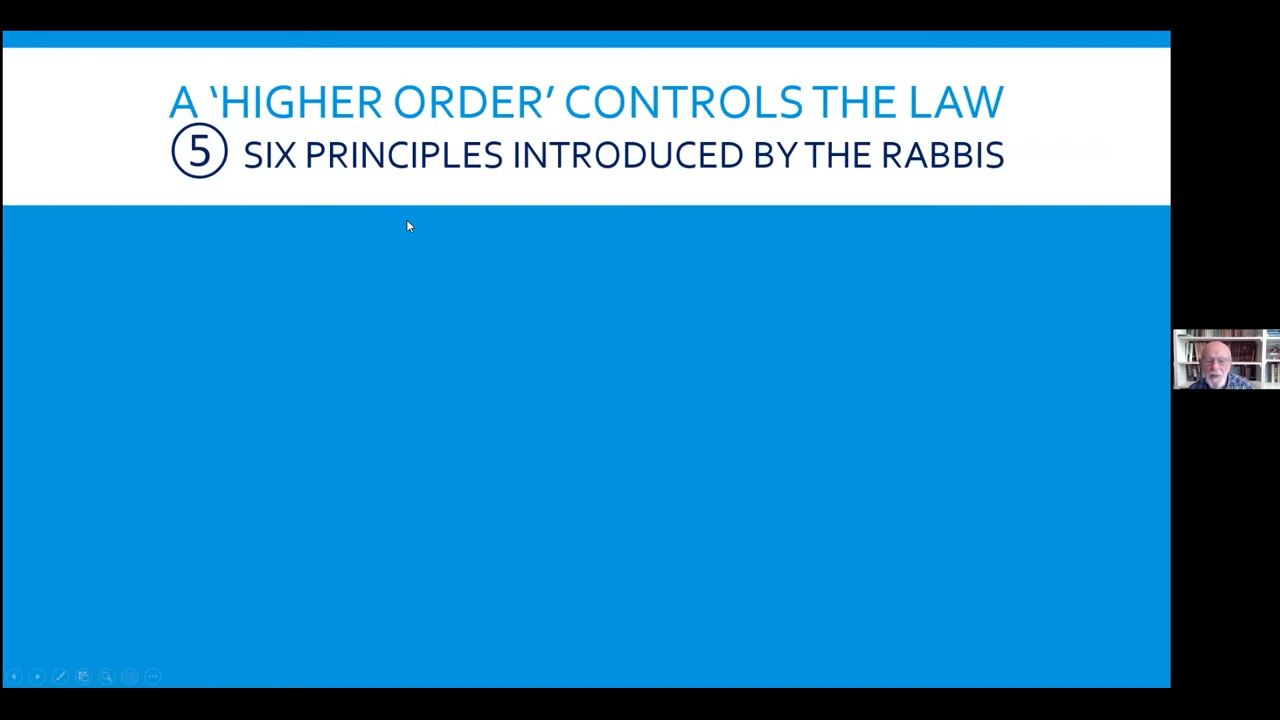 A ‘HIGHER ORDER’ CONTROLS THE LAW
⑤ SIX PRINCIPLES INTRODUCED BY THE RABBIS